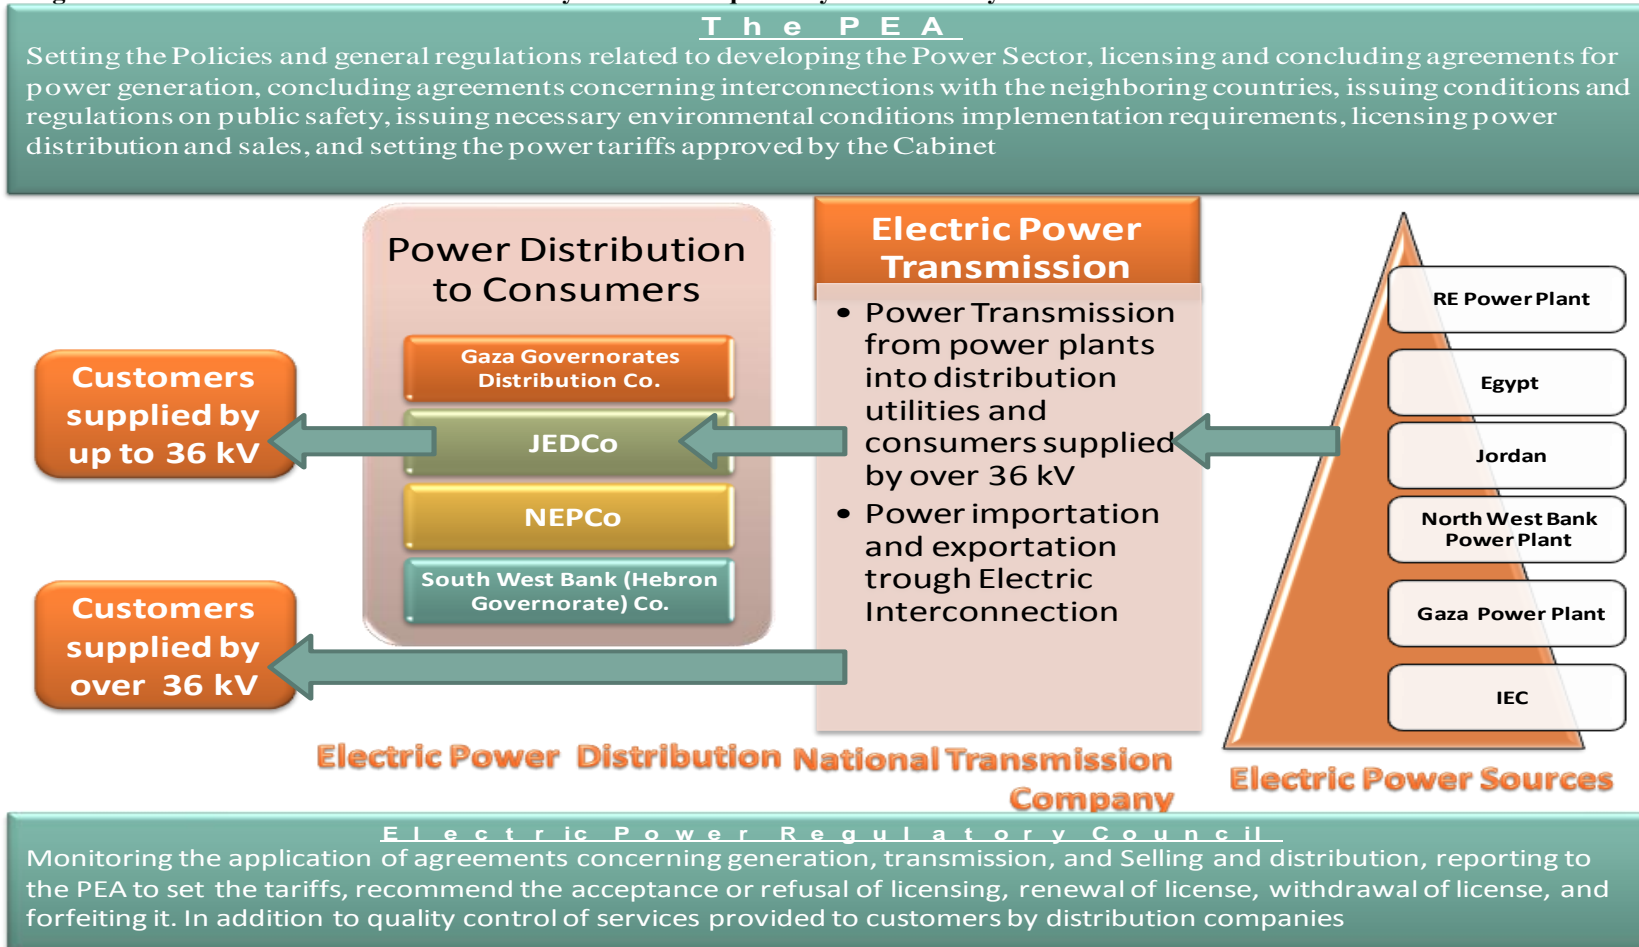 The PEA
Setting the Policies and general regulations related to developing the Power Sector, licensing and concluding agreements for
power generation, concluding agreements concerning interconnections with the neighboring countries, issuing conditions and
regulations on public safety, issuing necessary environmental conditions implementation requirements, licensing power
distribution and sales, and setting the power tariffs approved by the Cabinet
Customers
supplied by
up to 36 kV
Customers
supplied by
over 36 kV
Power Distribution
to Consumers
Gaza Governorates
Distribution Co.
JEDCo
NEPCo
South West Bank (Hebron
Governorate) Co.
Electric Power
Transmission
• Power Transmission
from power plants
into distribution
utilities and
consumers supplied
by over 36 kV
• Power importation
and exportation
trough Electric
Interconnection
RE Power Plant
Egypt
Jordan
North West Bank
Power Plant
Gaza Power Plant
IEC
Electric Power Distribution
National Transmission
Company
Electric Power Sources
Electric Power Regulatory Council
Monitoring the application of agreements concerning generation, transmission, and Selling and distribution, reporting to
the PEA to set the tariffs, recommend the acceptance or refusal of licensing, renewal of license, withdrawal of license, and
forfeiting it. In addition to quality control of services provided to customers by distribution companies